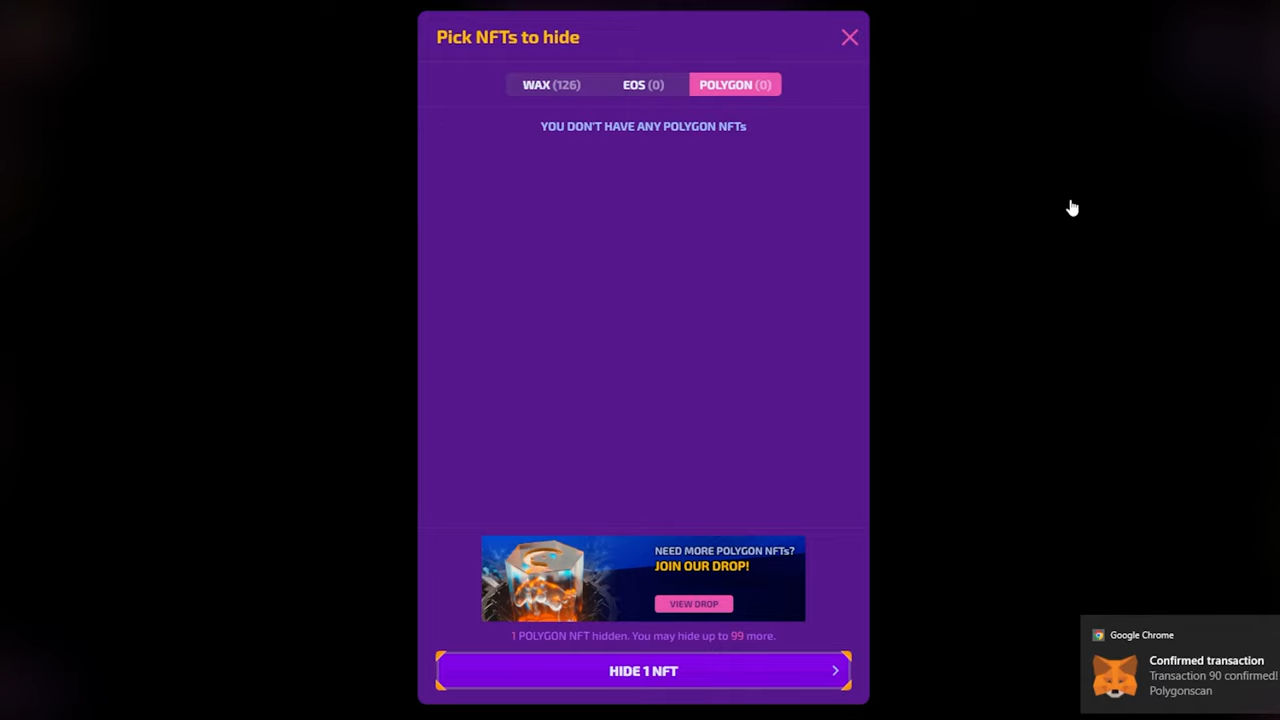 Pick NFTs to hide
WAX (126) EOS (0) POLYGON (0)
YOU DON'T HAVE ANY POLYGON NFTs
NEED MORE POLYGON NFTs?
JOIN OUR DROP!
VIEW DROP
1 POLYGON NFT hidden. You may hide up to 99 more.
HIDE 1 NFT
Google Chrome
Confirmed transaction
Transaction 90 confirmed!
Polygonscan